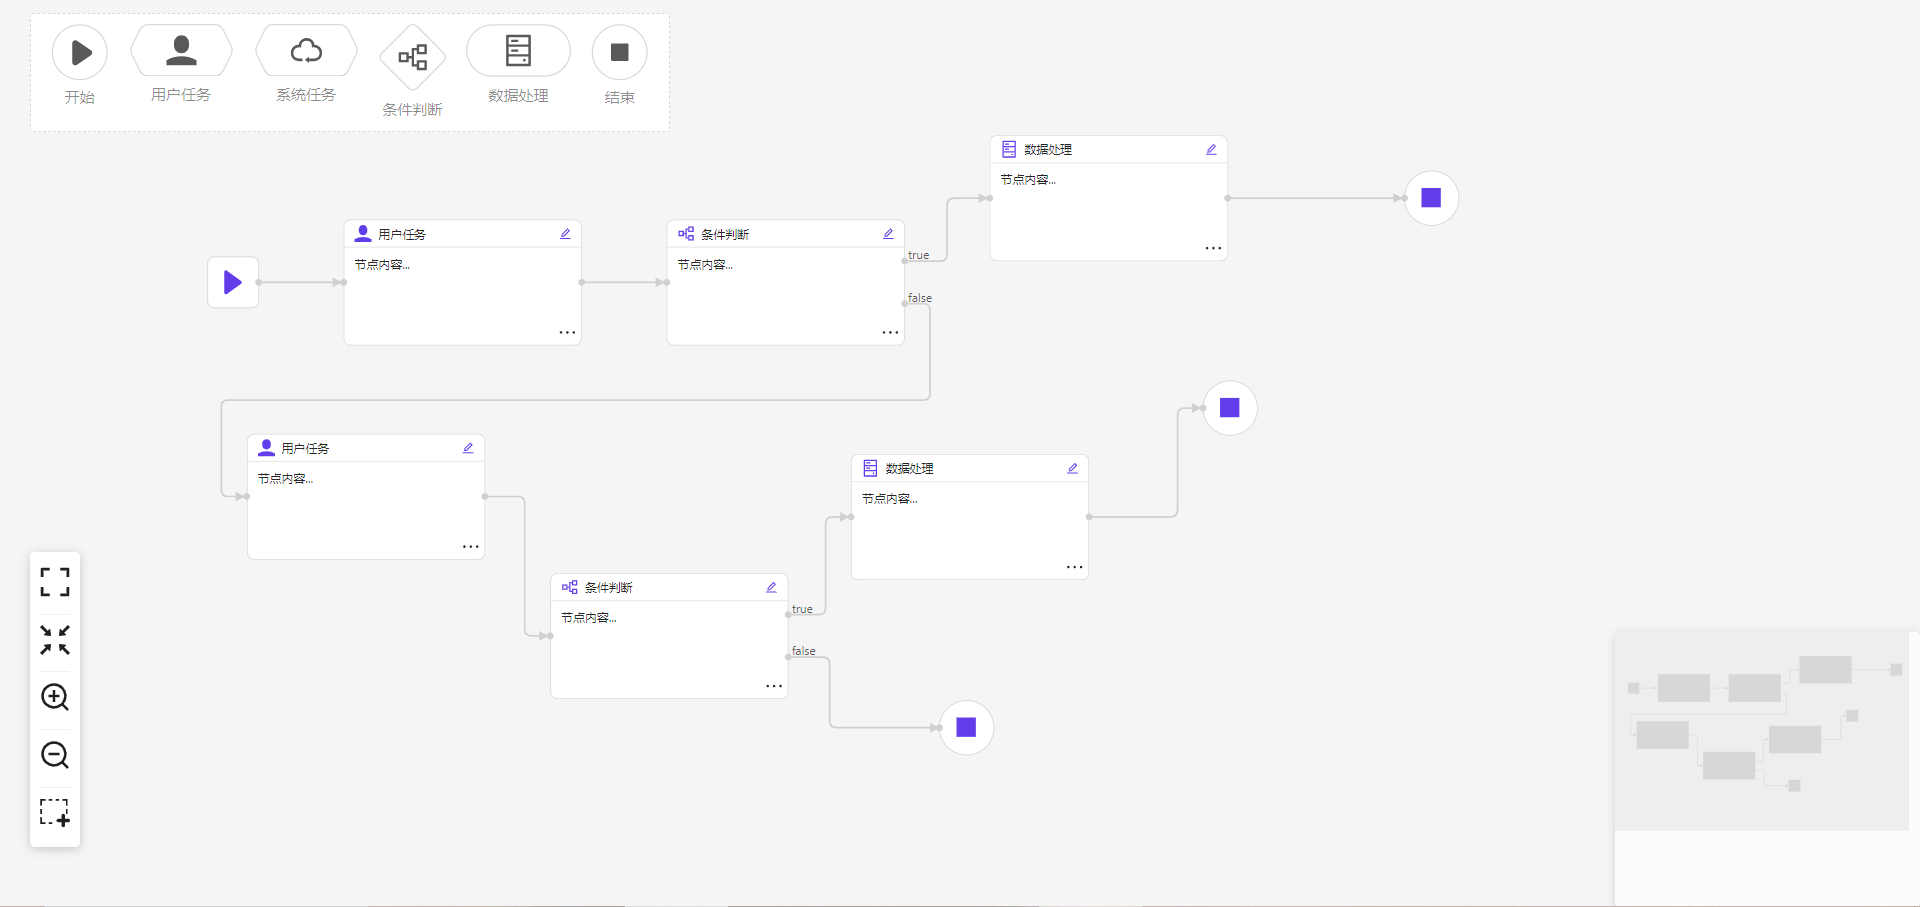 开始
用户任务
系统任务
条件判断
数据处理
结束
数据处理
节点内容...
用户任务
节点内容...
条件判断
节点内容...
true
false
用户任务
节点内容...
数据处理
节点内容...
条件判断
节点内容...
true
false